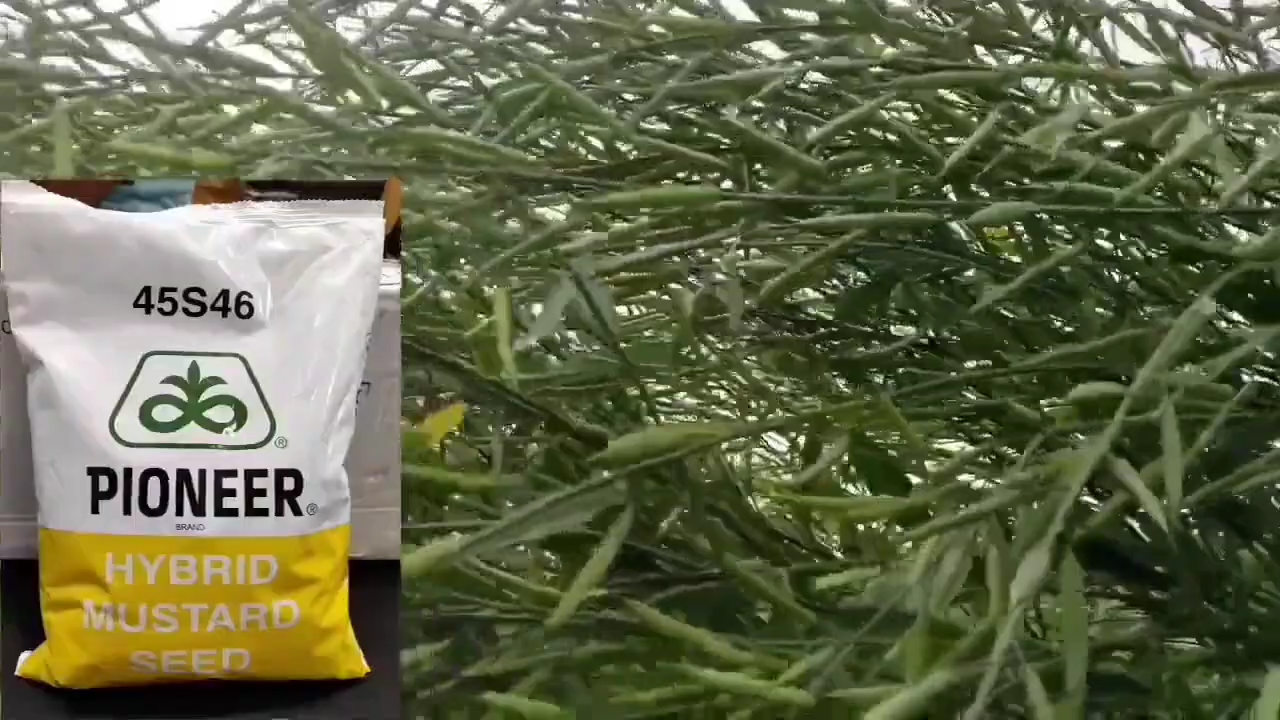 45S46
PIONEER®
BRAND
HYBRID
MUSTARD
SEED